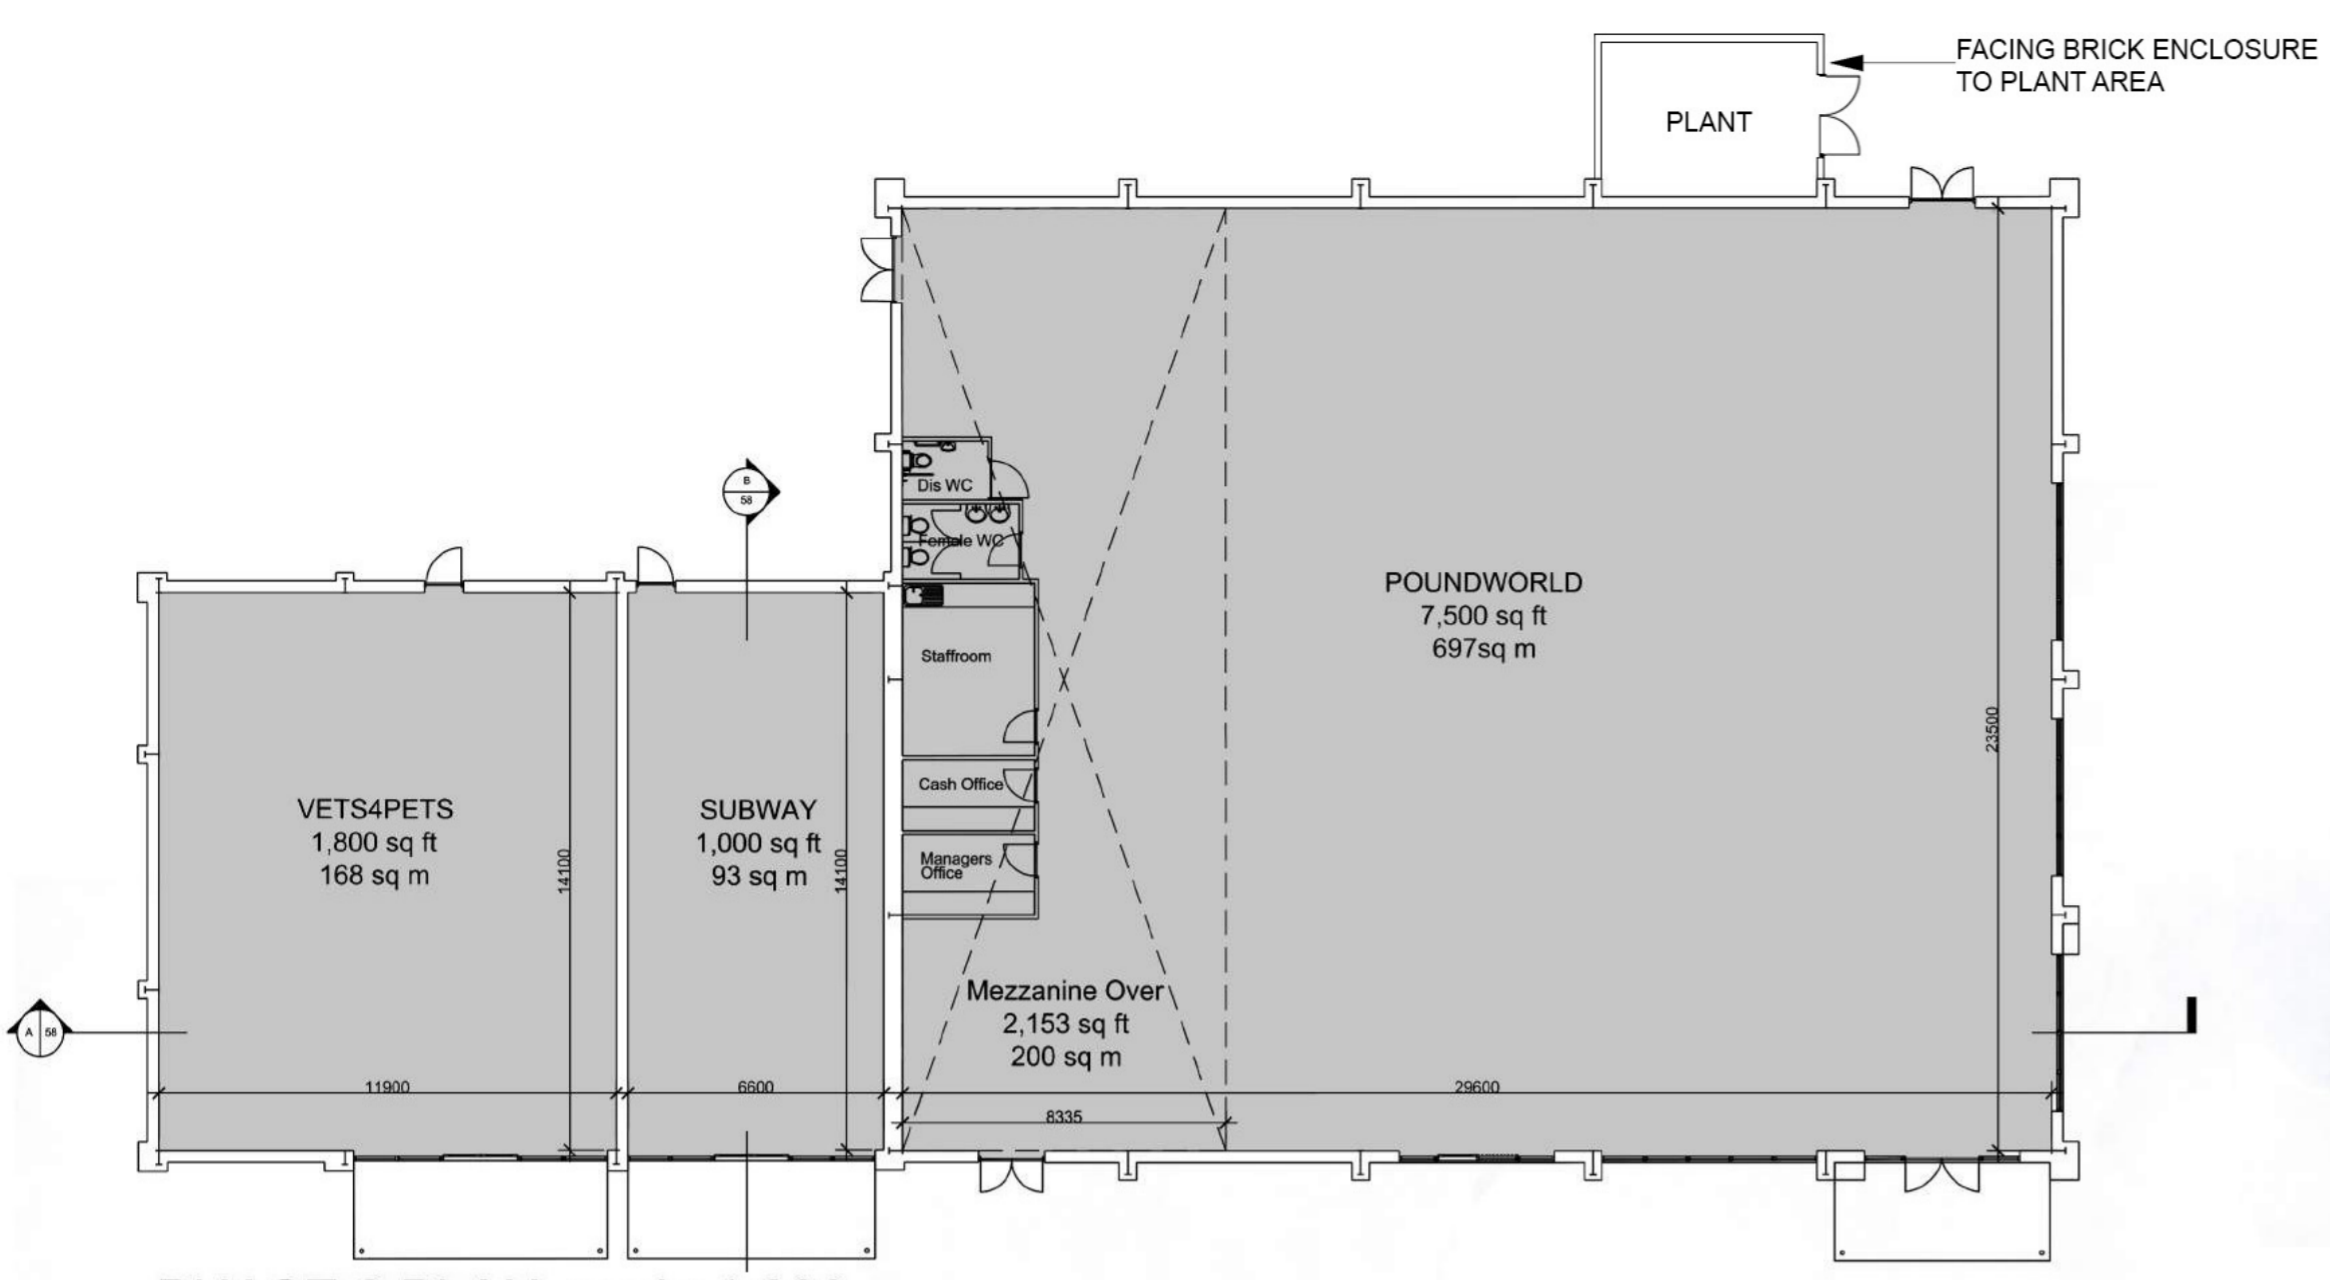 FACING BRICK ENCLOSURE
TO PLANT AREA
PLANT
B
58
Dis WC
Female WC
Staffroom
Cash Office
Managers
Office
POUNDWORLD
7,500 sq ft
697sq m
23500
VETS4PETS
1,800 sq ft
168 sq m
14100
SUBWAY
1,000 sq ft
93 sq m
14100
Mezzanine Over
2,153 sq ft
200 sq m
A 58
11900
6600
29600
8335